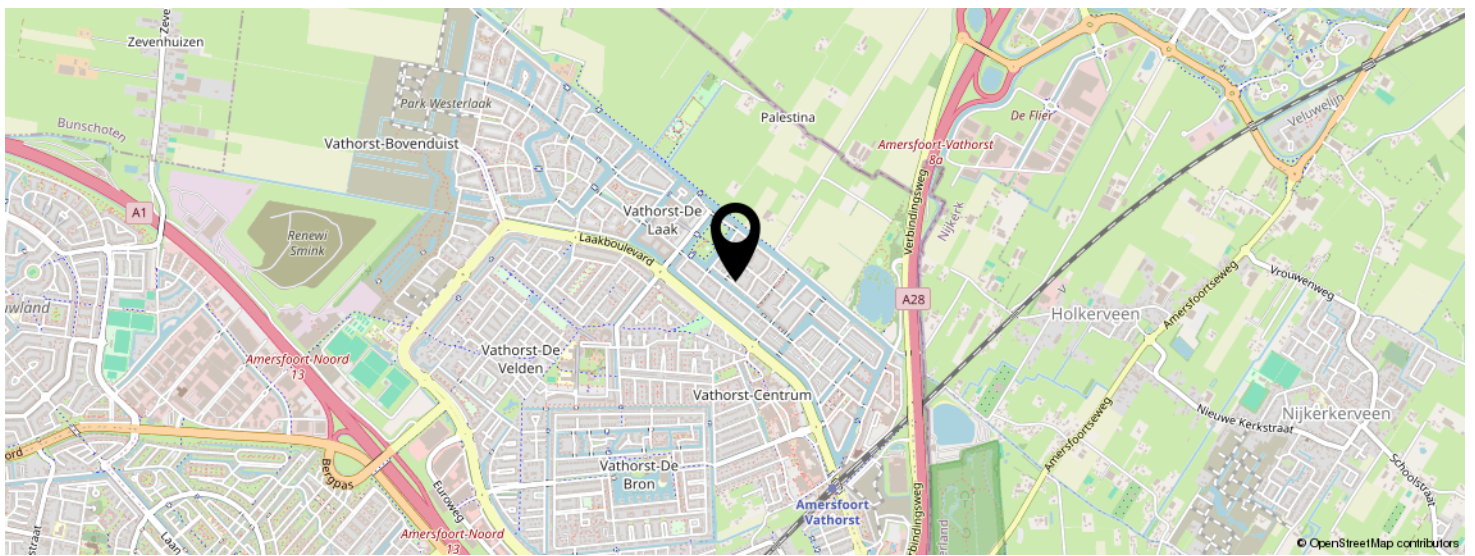 Zevenhuizen
Park Westerlaak
Palestina
De Flier
Veluwelijn
Bunschoten
Vathorst-Bovenduist
Amersfoort-Vathorst
8a
Verbindingsweg
Nijkerk
A1
Vathorst-De
Laak
Renewi
Smink
Laakboulevard
A28
Vrouwenweg
Amersfoortseweg
Holkerveen
Amersfoort-Noord
13
Vathorst-De
Velden
Vathorst-Centrum
Nieuwe Kerkstraat
Nijkerkerveen
Amersfoortseweg
Schoolstraat
Bergpas
Euroweg
Vathorst-De
Bron
Amersfoort
Vathorst
Verbindingsweg
Amersfoort-Noord
13
Laan
© OpenStreetMap contributors